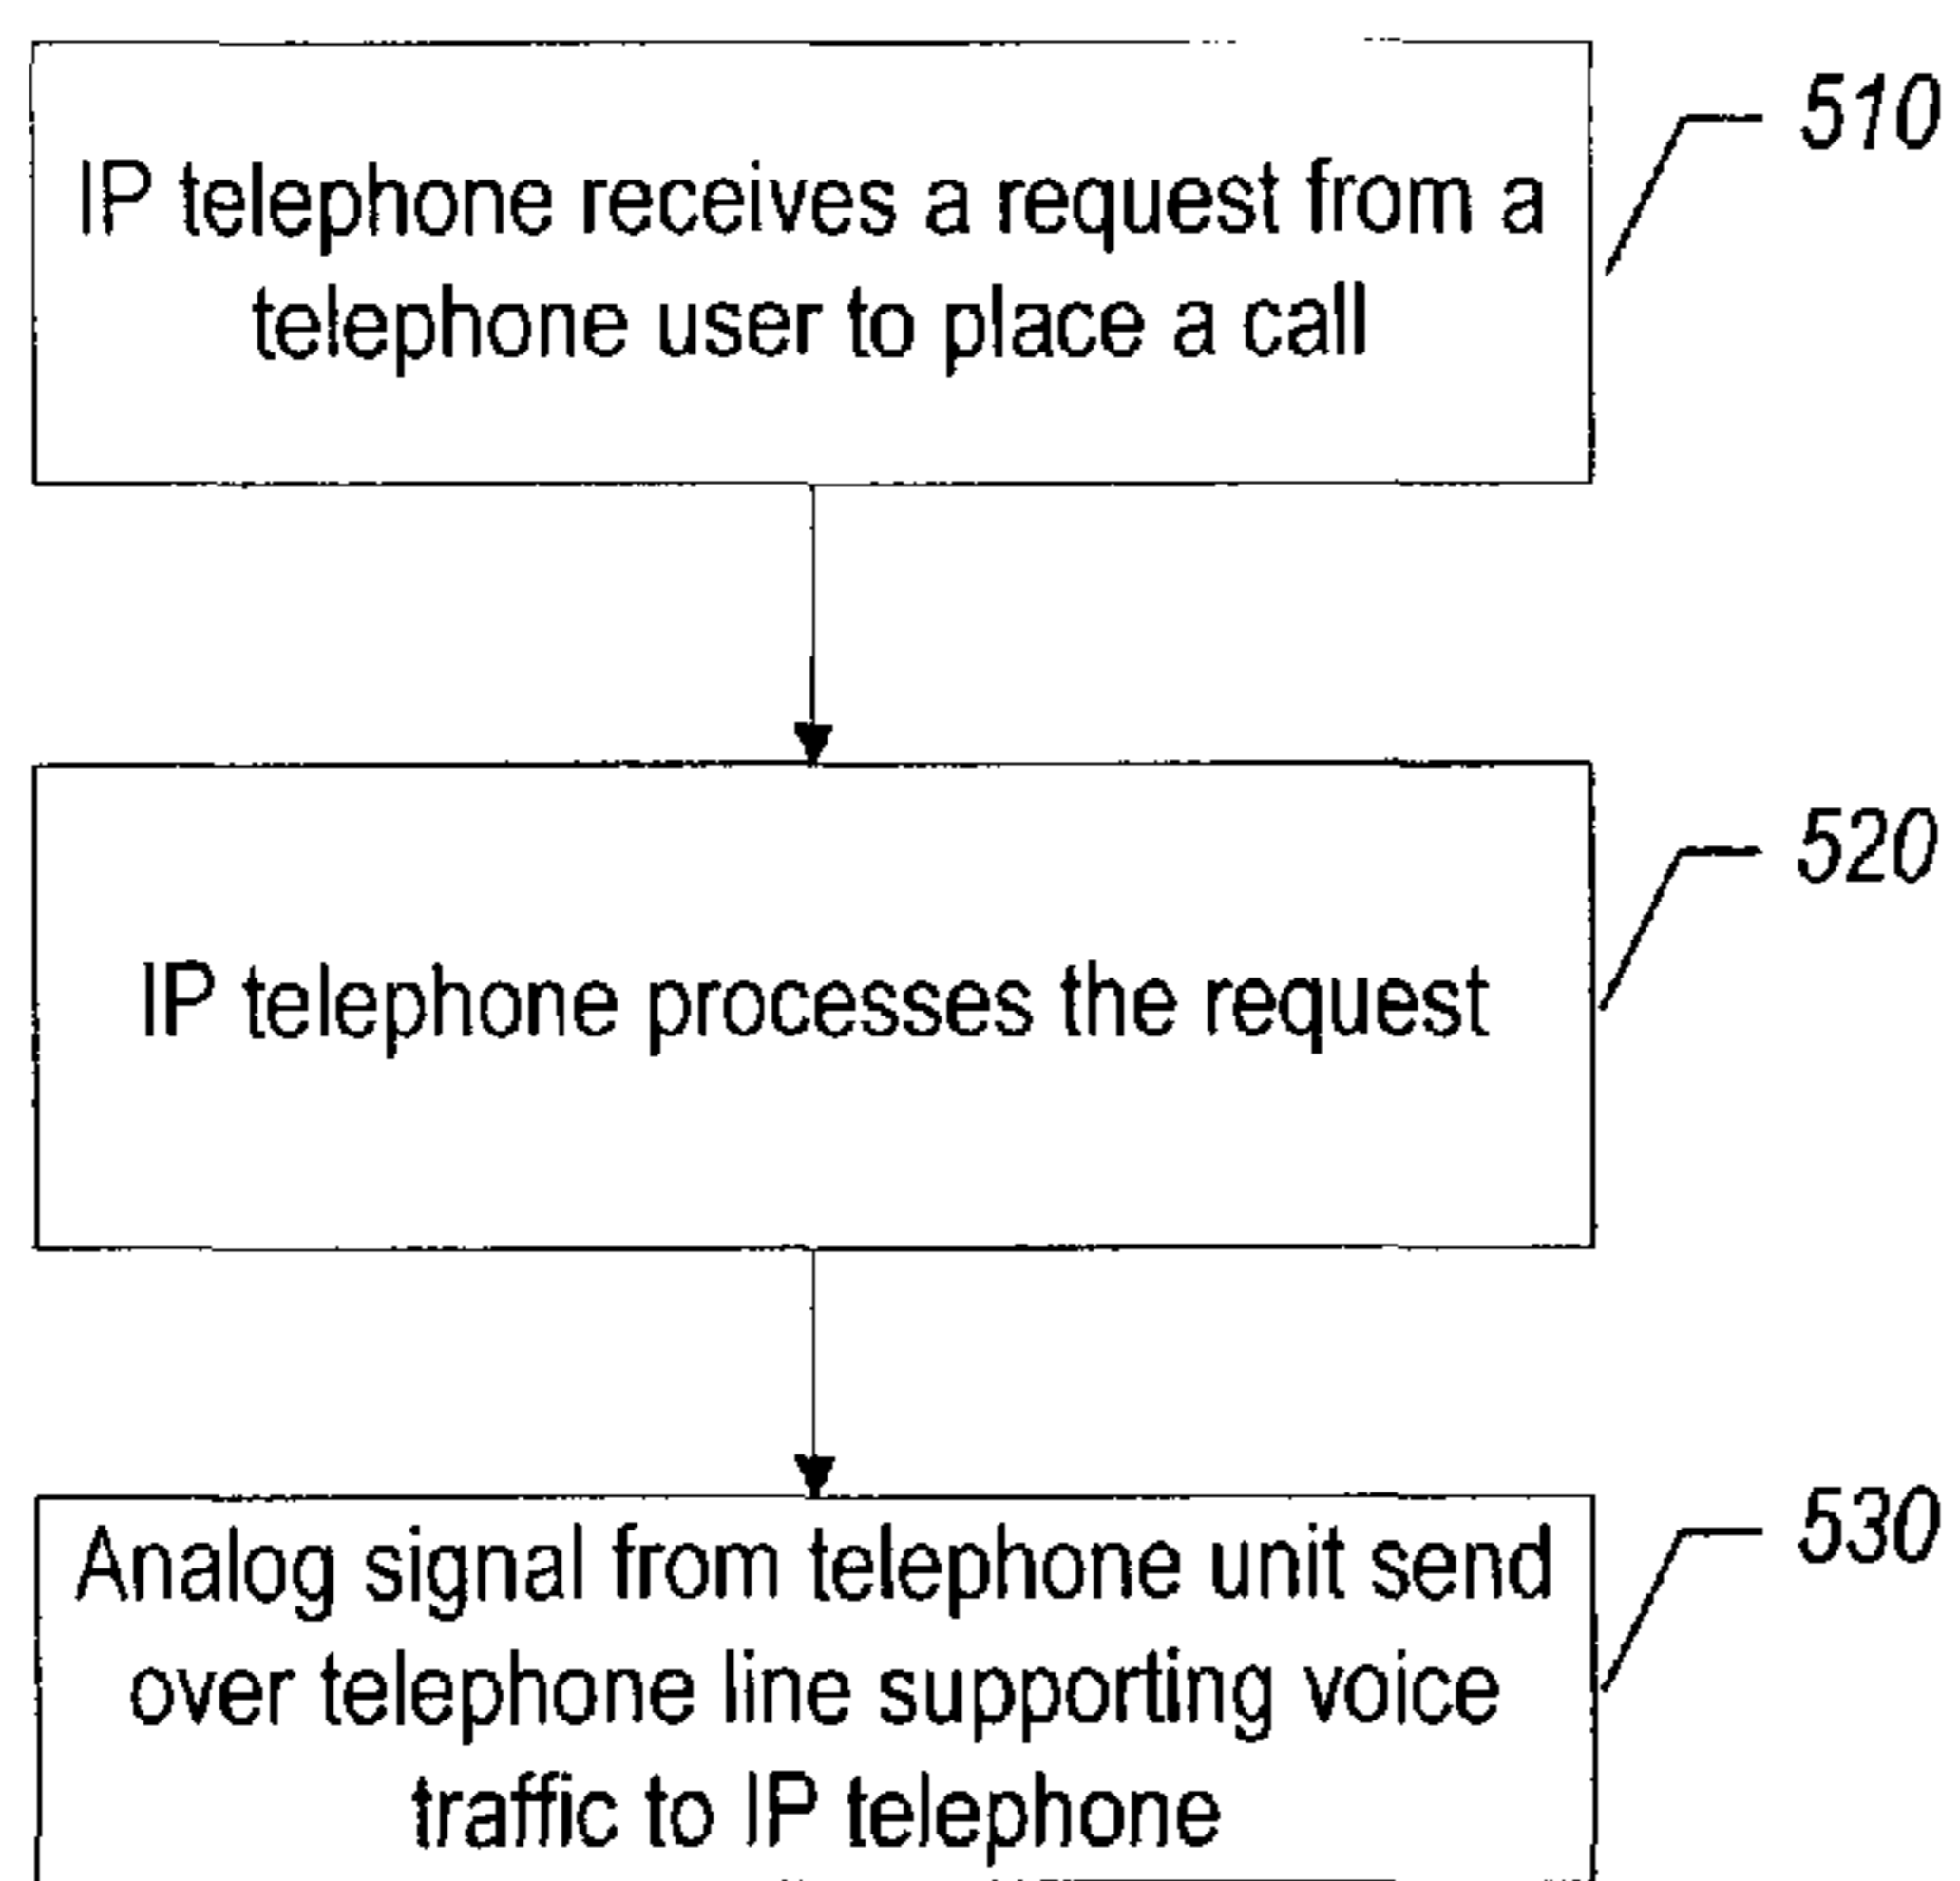 510
IP telephone receives a request from a
telephone user to place a call
520
IP telephone processes the request
530
Analog signal from telephone unit send
over telephone line supporting voice
traffic to IP telephone